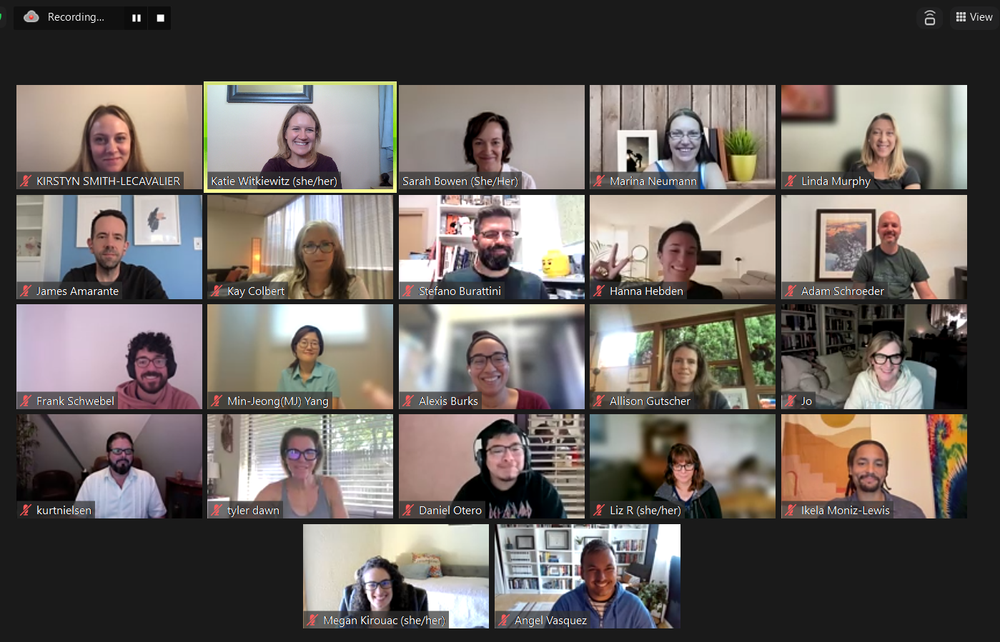 Recording...
View
KIRSTYN SMITH-LECAVALIER
Katie Witkiewitz (she/her)
Sarah Bowen (She/Her)
Marina Neumann
Linda Murphy
James Amarante
Kay Colbert
Stefano Burattini
Hanna Hebden
Adam Schroeder
Frank Schwebel
Min-Jeong(MJ) Yang
Alexis Burks
Allison Gutscher
Jo
kurtnielsen
tyler dawn
Daniel Otero
Liz R (she/her)
Ikela Moniz-Lewis
Megan Kirouac (she/her)
Angel Vasquez